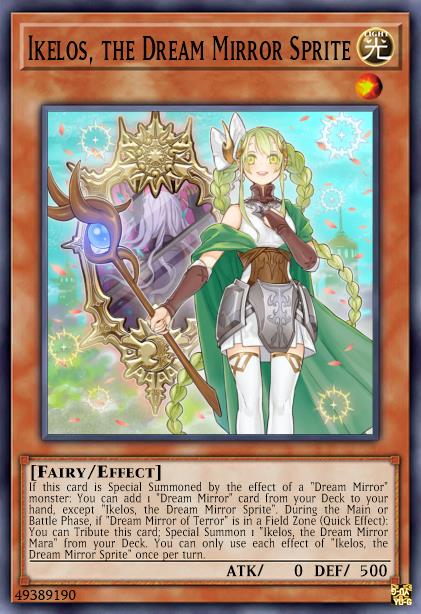 IKELOS, THE DREAM MIRROR SPRITE
LIGHT
光
[FAIRY/EFFECT]
If this card is Special Summoned by the effect of a "Dream Mirror"
monster: You can add 1 "Dream Mirror" card from your Deck to your
hand, except "Ikelos, the Dream Mirror Sprite". During the Main or
Battle Phase, if "Dream Mirror of Terror" is in a Field Zone (Quick Effect):
You can Tribute this card; Special Summon 1 "Ikelos, the Dream Mirror
Mara" from your Deck. You can only use each effect of "Ikelos, the
Dream Mirror Sprite" once per turn.
ATK/ 0 DEF/ 500
49389190